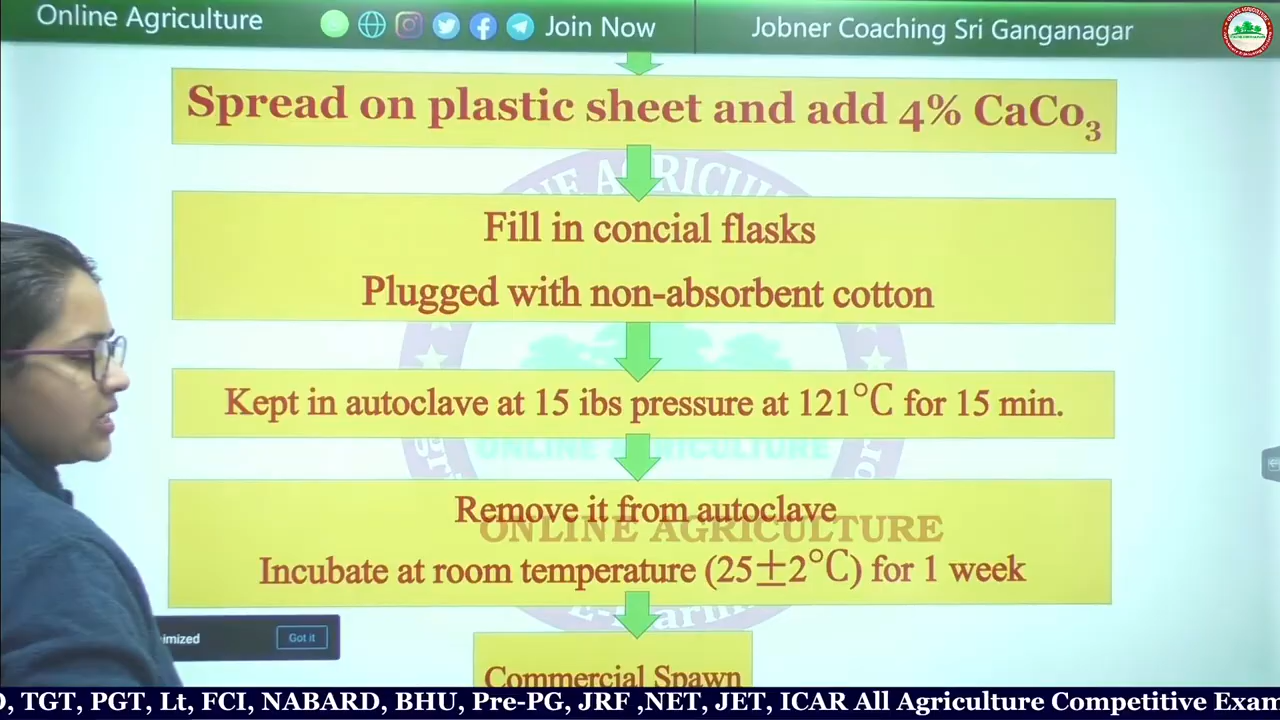 Online Agriculture
Join Now
Jobner Coaching Sri Ganganagar
Spread on plastic sheet and add 4% CaCo₃
Fill in concial flasks
Plugged with non-absorbent cotton
Kept in autoclave at 15 ibs pressure at 121°C for 15 min.
ONLINE AGRICULTURE
Remove it from autoclave
ONLINE AGRICULTURE
Incubate at room temperature (25±2°C) for 1 week
imized
Got it
Commercial Spawn
TGT, PGT, Lt, FCI, NABARD, BHU, Pre-PG, JRF ,NET, JET, ICAR All Agriculture Competitive Exam